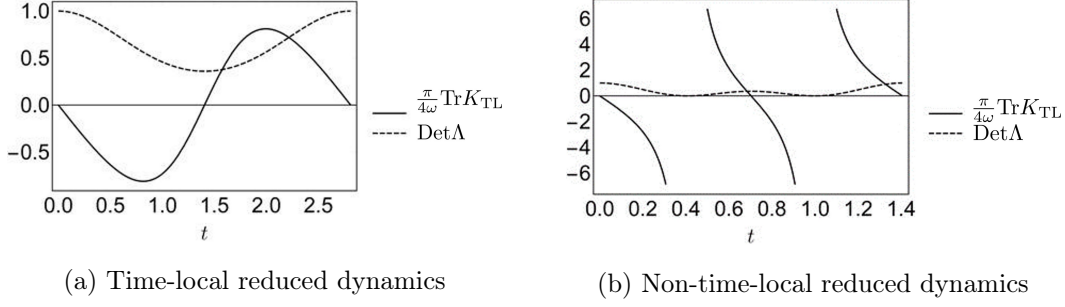 1.0
0.5
0.0
−0.5
0.0 0.5 1.0 1.5 2.0 2.5
t
π/4ω TrK_TL
DetΛ
(a) Time-local reduced dynamics
6
4
2
0
−2
−4
−6
0.0 0.2 0.4 0.6 0.8 1.0 1.2 1.4
t
π/4ω TrK_TL
DetΛ
(b) Non-time-local reduced dynamics